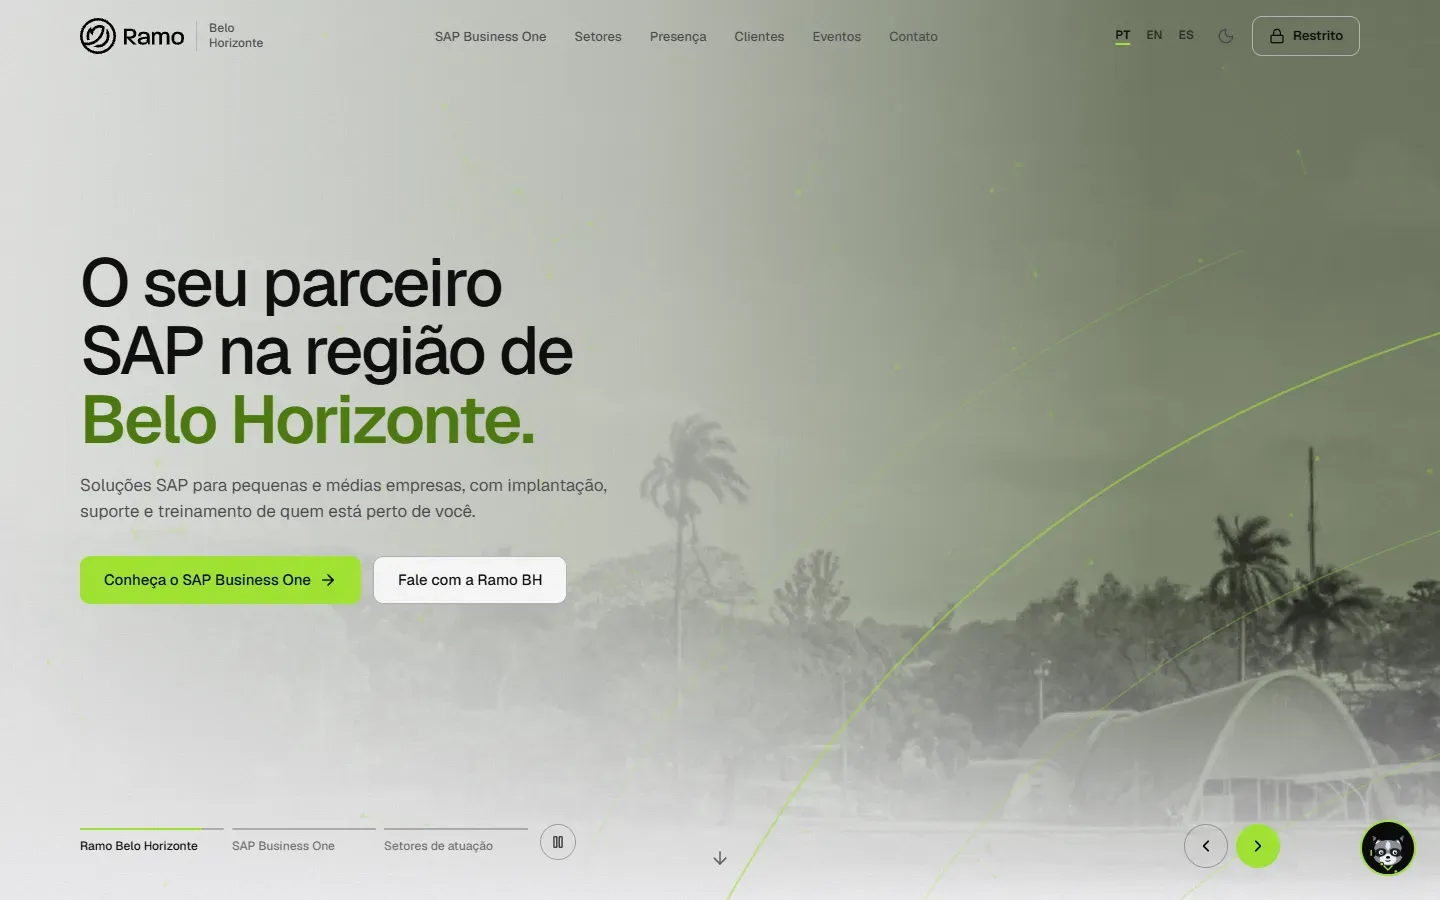 Ramo
Belo
Horizonte
SAP Business One
Setores
Presença
Clientes
Eventos
Contato
PT
EN
ES
Restrito
O seu parceiro
SAP na região de
Belo Horizonte.
Soluções SAP para pequenas e médias empresas, com implantação,
suporte e treinamento de quem está perto de você.
Conheça o SAP Business One
Fale com a Ramo BH
Ramo Belo Horizonte
SAP Business One
Setores de atuação